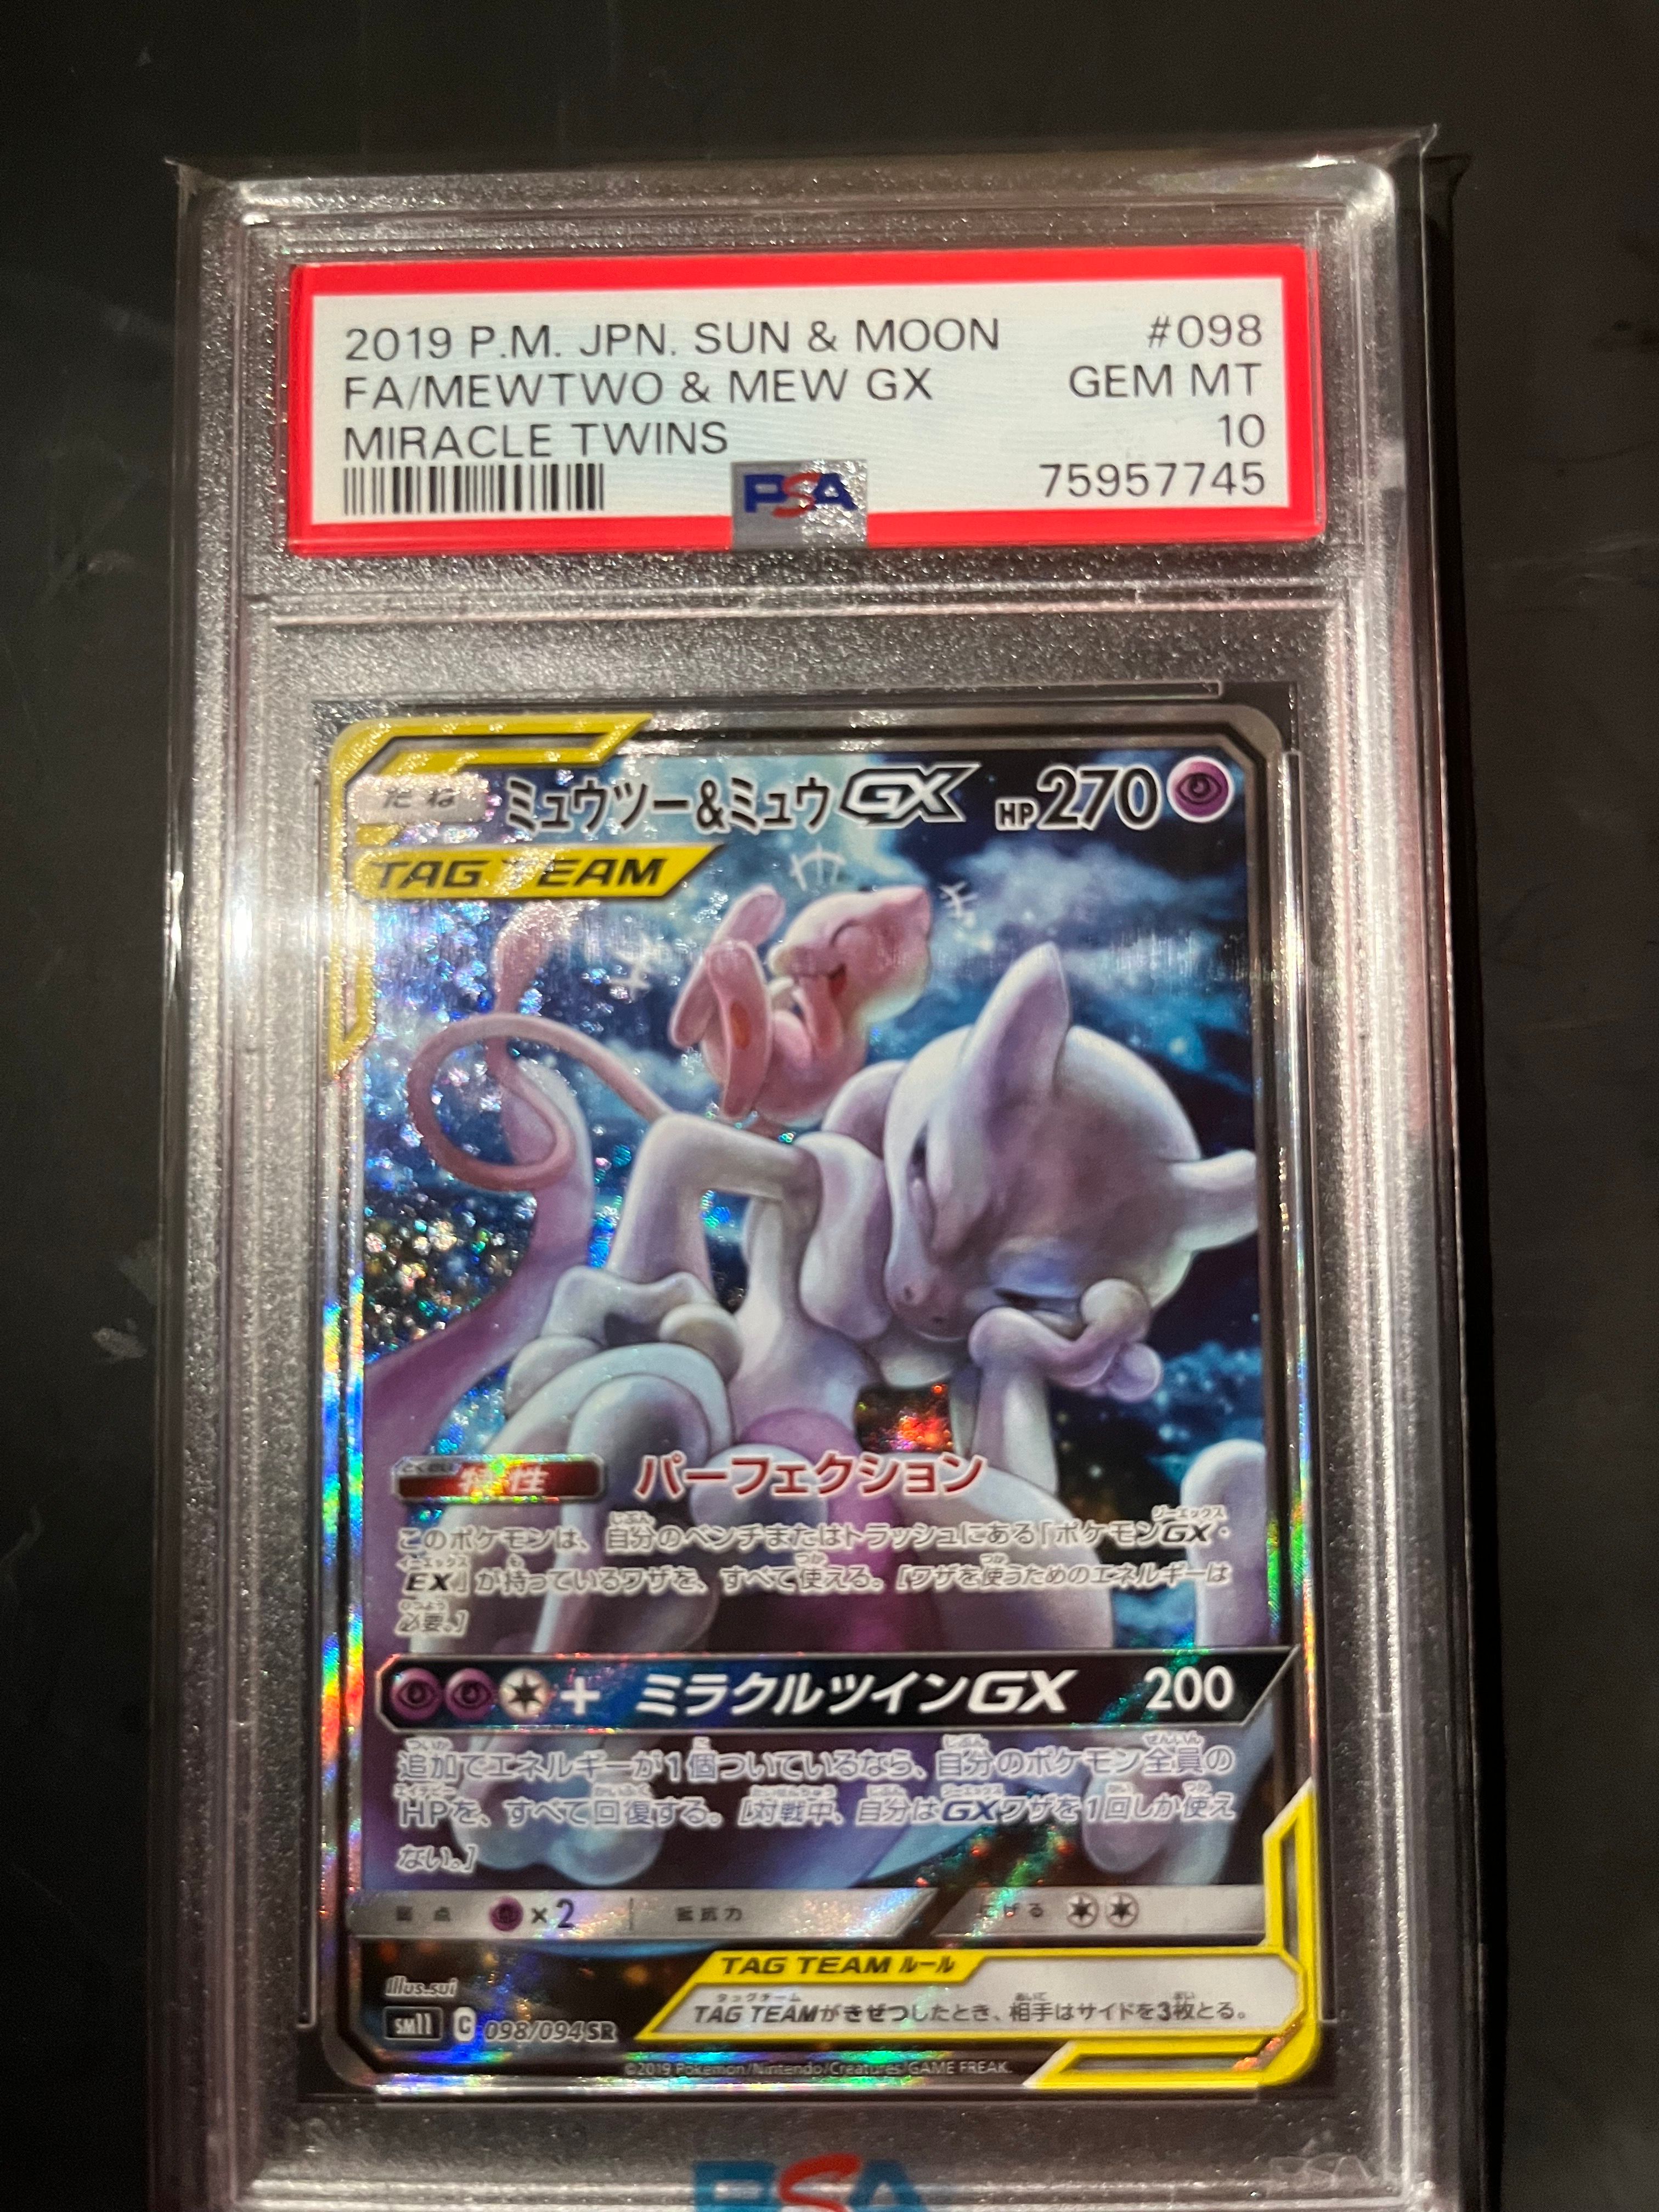 2019 P.M. JPN. SUN & MOON #098
FA/MEWTWO & MEW GX GEM MT
MIRACLE TWINS 10
PSA 75957745
たね ミュウツー&ミュウGX HP270
TAG TEAM
とくせい
特性 パーフェクション
このポケモンは、自分のベンチまたはトラッシュにある「ポケモンGX・
EX」が持っているワザを、すべて使える。[ワザを使うためのエネルギーは
必要。]
+ ミラクルツインGX 200
追加でエネルギーが1個ついているなら、自分のポケモン全員の
HPを、すべて回復する。[対戦中、自分はGXワザを1回しか使え
ない。]
弱点 ×2 抵抗力 にげる
TAG TEAM ルール
TAG TEAMがきぜつしたとき、相手はサイドを3枚とる。
Illus.sui
SM11 C 098/094 SR
©2019 Pokémon/Nintendo/Creatures/GAME FREAK.
PSA